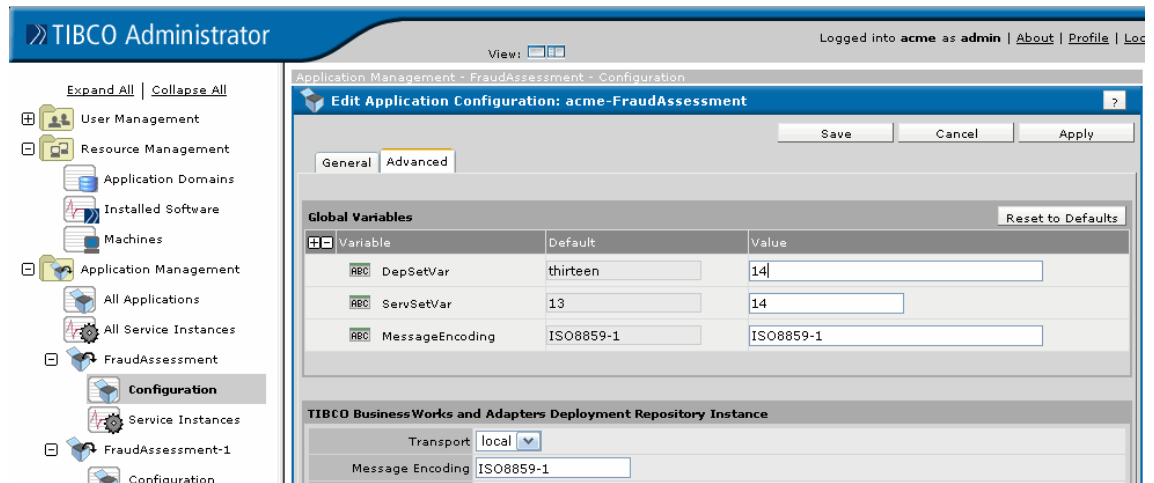 TIBCO Administrator
View:
Logged into acme as admin | About | Profile | Loc
Expand All | Collapse All
User Management
Resource Management
Application Domains
Installed Software
Machines
Application Management
All Applications
All Service Instances
FraudAssessment
Configuration
Service Instances
FraudAssessment-1
Configuration
Application Management - FraudAssessment - Configuration
Edit Application Configuration: acme-FraudAssessment ?
Save Cancel Apply
General Advanced
Global Variables Reset to Defaults
Variable Default Value
ABC DepSetVar thirteen 14
ABC ServSetVar 13 14
ABC MessageEncoding ISO8859-1 ISO8859-1
TIBCO BusinessWorks and Adapters Deployment Repository Instance
Transport local
Message Encoding ISO8859-1